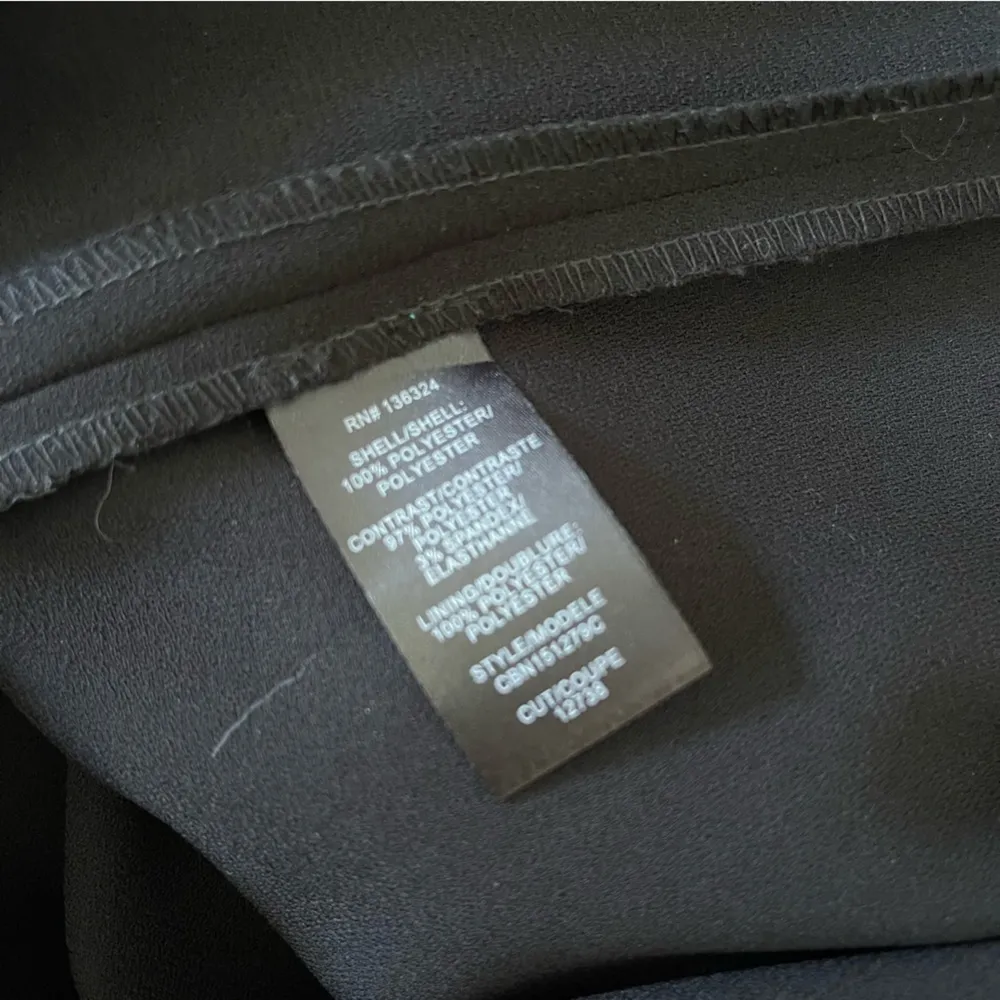 RN# 136324
SHELL/SHELL:
100% POLYESTER/
POLYESTER
CONTRAST/CONTRASTE
97% POLYESTER/
POLYESTER
3% SPANDEX/
ELASTHANNE
LINING/DOUBLURE:
100% POLYESTER/
POLYESTER
STYLE/MODELE
CBN151279C
CUT/COUPE
12738